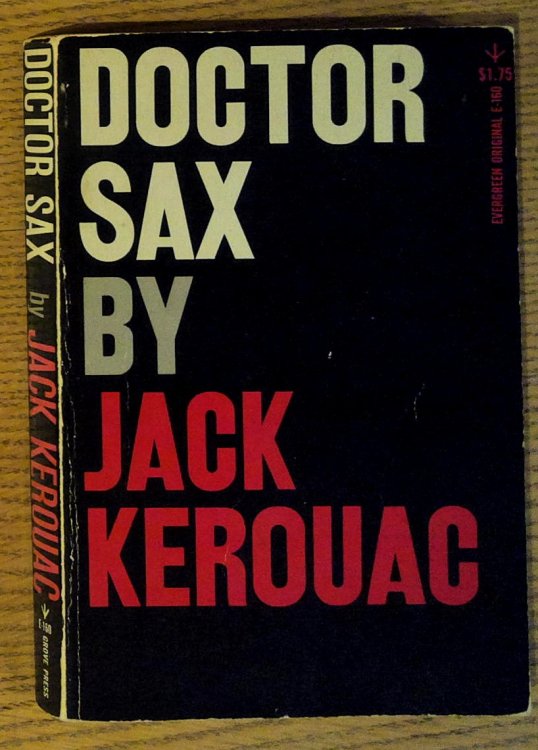 DOCTOR
SAX
BY
JACK
KEROUAC
$1.75
EVERGREEN ORIGINAL E-160
DOCTOR SAX by JACK KEROUAC
E-160
GROVE PRESS